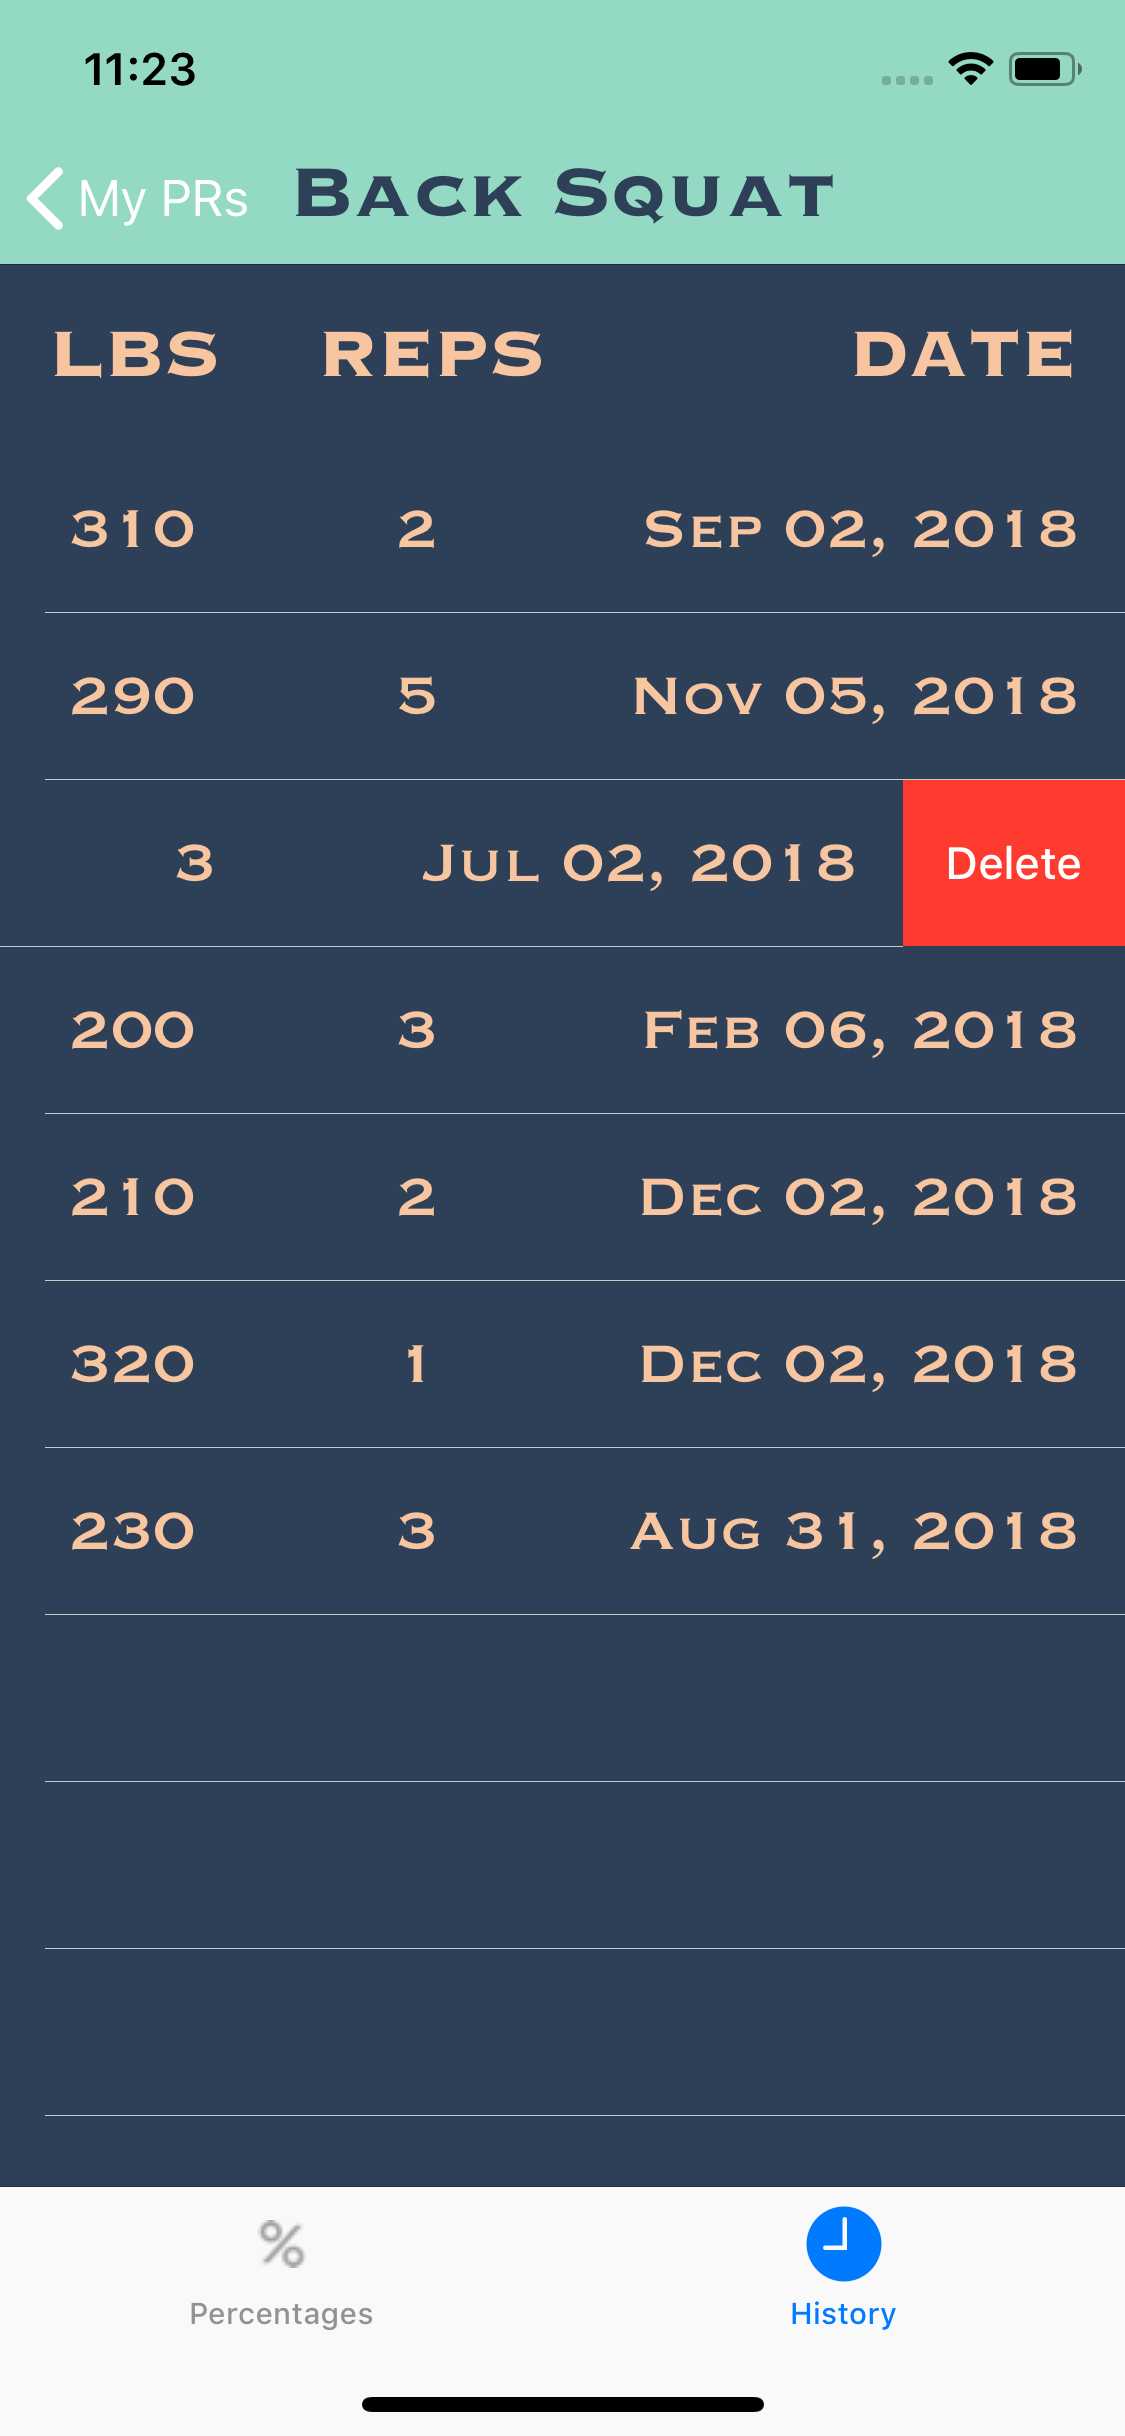 11:23
My PRs Back Squat
LBS REPS DATE
310 2 Sep 02, 2018
290 5 Nov 05, 2018
3 Jul 02, 2018 Delete
200 3 Feb 06, 2018
210 2 Dec 02, 2018
320 1 Dec 02, 2018
230 3 Aug 31, 2018
%
Percentages History